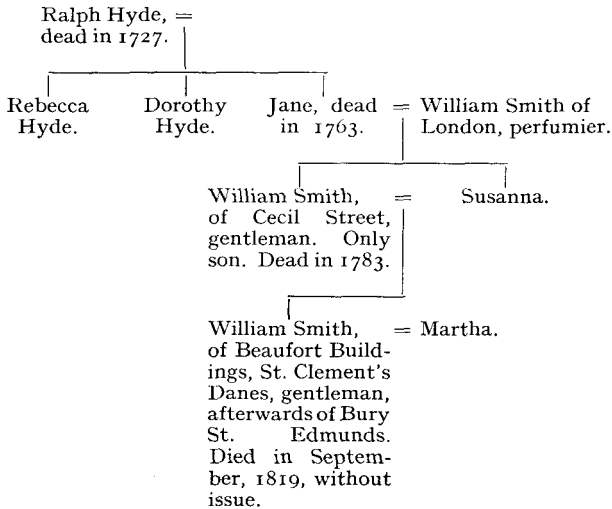 Ralph Hyde, =
dead in 1727.
Rebecca
Hyde.
Dorothy
Hyde.
Jane, dead
in 1763.
= William Smith of
London, perfumier.
William Smith,
of Cecil Street,
gentleman. Only
son. Dead in 1783.
=
Susanna.
William Smith,
of Beaufort Build-
ings, St. Clement's
Danes, gentleman,
afterwards of Bury
St. Edmunds.
Died in Septem-
ber, 1819, without
issue.
= Martha.